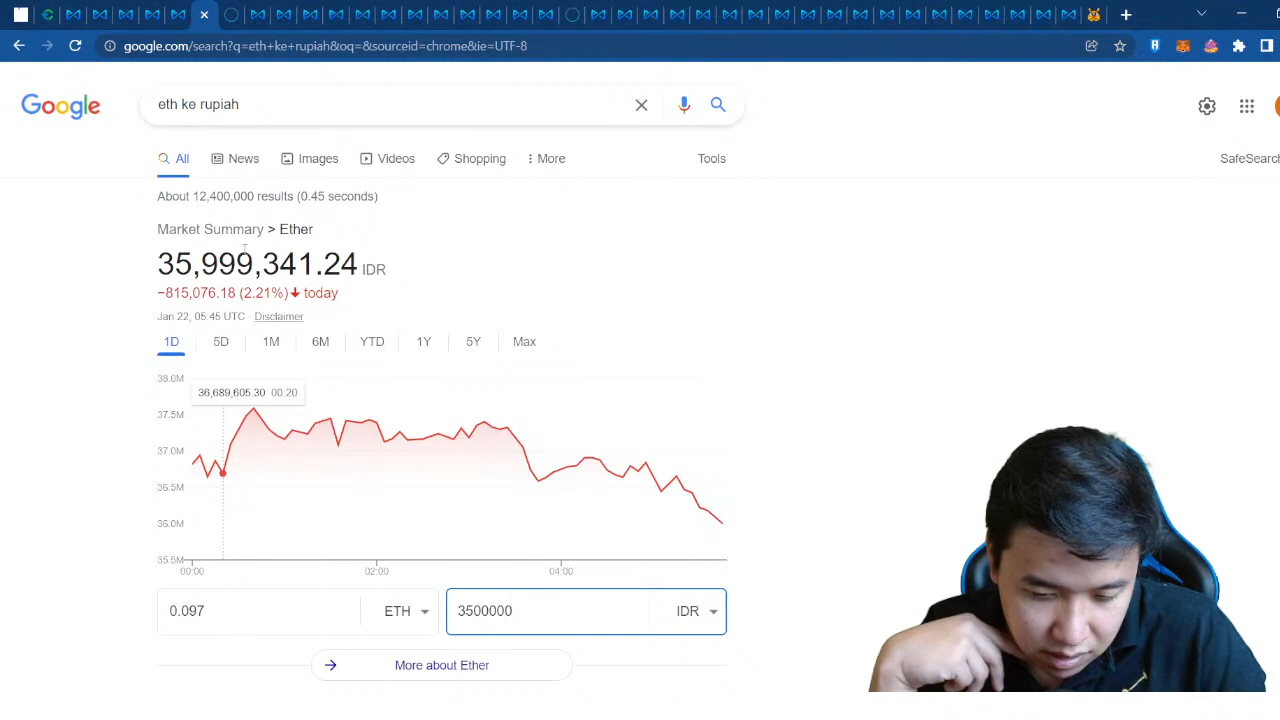 google.com/search?q=eth+ke+rupiah&oq=&sourceid=chrome&ie=UTF-8
Google
eth ke rupiah
All
News
Images
Videos
Shopping
More
Tools
SafeSearc
About 12,400,000 results (0.45 seconds)
Market Summary > Ether
35,999,341.24 IDR
−815,076.18 (2.21%) today
Jan 22, 05:45 UTC · Disclaimer
1D 5D 1M 6M YTD 1Y 5Y Max
38.0M
36,689,605.30 00:20
37.5M
37.0M
36.5M
36.0M
35.5M
00:00 02:00 04:00
0.097 ETH 3500000 IDR
More about Ether